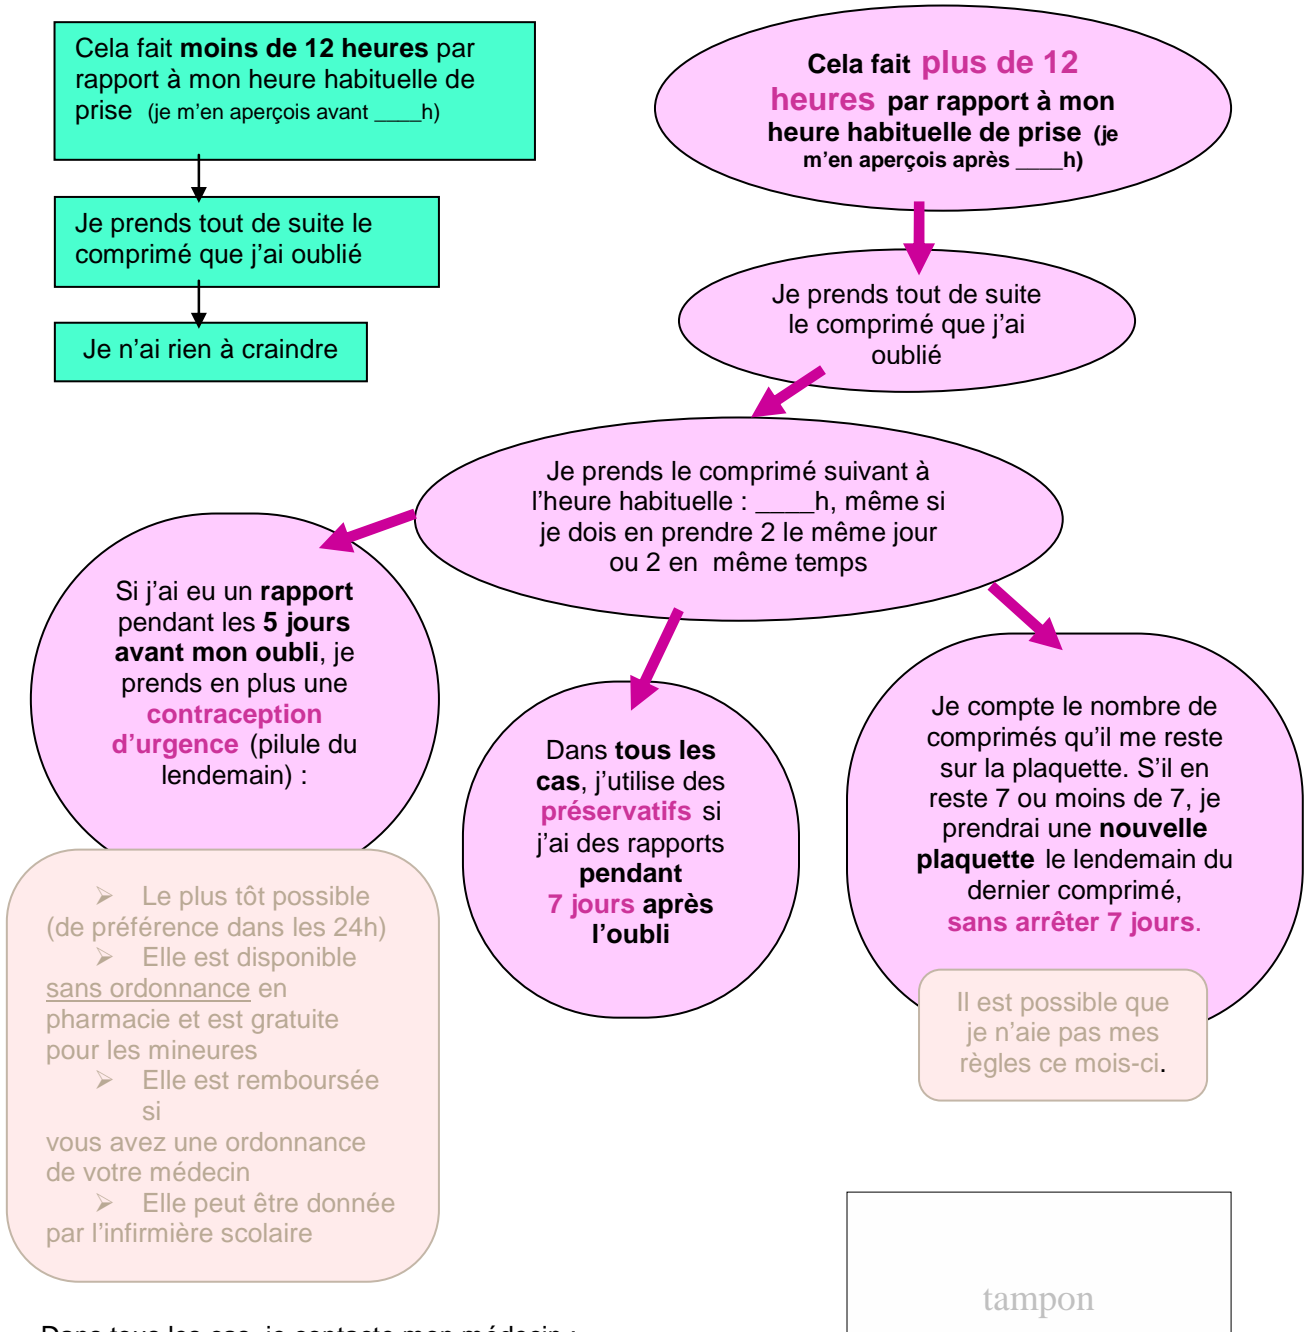 Cela fait moins de 12 heures par
rapport à mon heure habituelle de
prise (je m'en aperçois avant ____h)
Je prends tout de suite le
comprimé que j'ai oublié
Je n'ai rien à craindre
Cela fait plus de 12
heures par rapport à mon
heure habituelle de prise (je
m'en aperçois après ____h)
Je prends tout de suite
le comprimé que j'ai
oublié
Je prends le comprimé suivant à
l'heure habituelle : ____h, même si
je dois en prendre 2 le même jour
ou 2 en même temps
Si j'ai eu un rapport
pendant les 5 jours
avant mon oubli, je
prends en plus une
contraception
d'urgence (pilule du
lendemain) :
➢ Le plus tôt possible
(de préférence dans les 24h)
➢ Elle est disponible
sans ordonnance en
pharmacie et est gratuite
pour les mineures
➢ Elle est remboursée
si
vous avez une ordonnance
de votre médecin
➢ Elle peut être donnée
par l'infirmière scolaire
Dans tous les
cas, j'utilise des
préservatifs si
j'ai des rapports
pendant
7 jours après
l'oubli
Je compte le nombre de
comprimés qu'il me reste
sur la plaquette. S'il en
reste 7 ou moins de 7, je
prendrai une nouvelle
plaquette le lendemain du
dernier comprimé,
sans arrêter 7 jours.
Il est possible que
je n'aie pas mes
règles ce mois-ci.
tampon
Dans tous les cas, je contacte mon médecin :